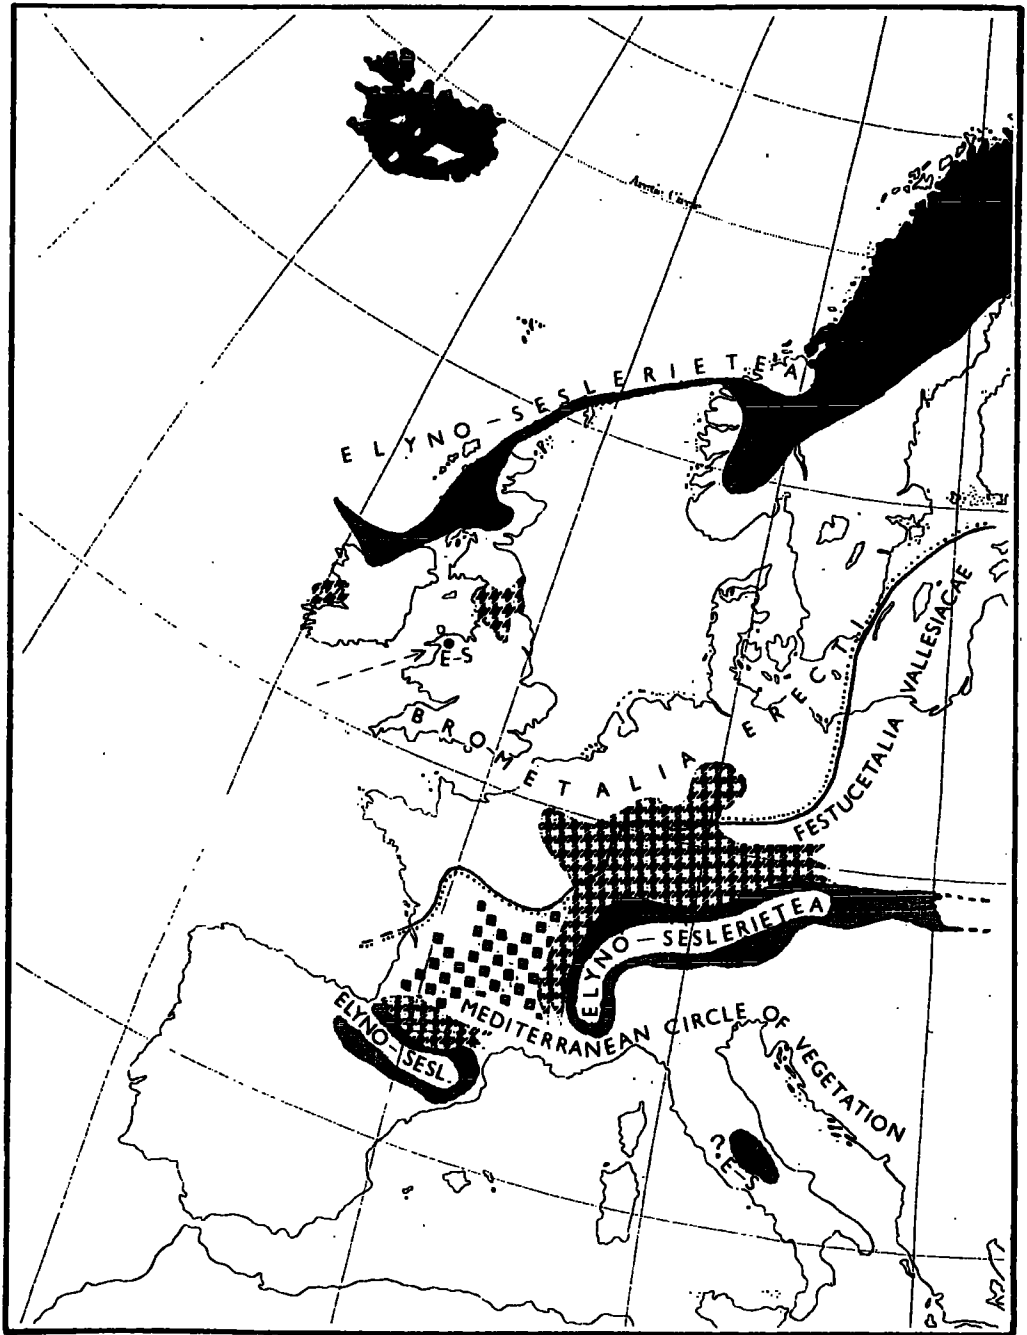 ELYNO-SESLERIETEA
E-S
BROMETALIA ERECTI
FESTUCETALIA VALLESIACAE
ELYNO-SESLERIETEA
ELYNO-SESL.
MEDITERRANEAN CIRCLE OF VEGETATION
?E-S